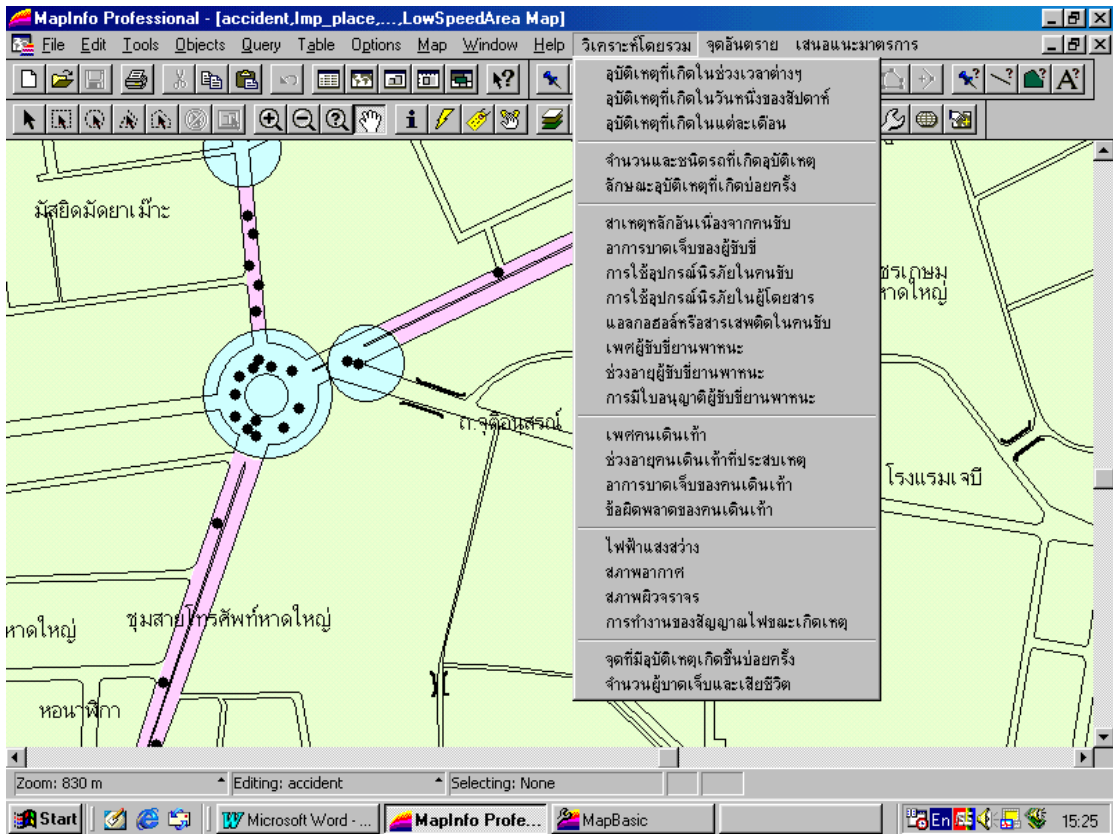 MapInfo Professional - [accident,Imp_place,...,LowSpeedArea Map]
File Edit Tools Objects Query Table Options Map Window Help วิเคราะห์โดยรวม จุดอันตราย เสนอแนะมาตรการ
อุบัติเหตุที่เกิดในช่วงเวลาต่างๆ
อุบัติเหตุที่เกิดในวันหนึ่งของสัปดาห์
อุบัติเหตุที่เกิดในแต่ละเดือน
จำนวนและชนิดรถที่เกิดอุบัติเหตุ
ลักษณะอุบัติเหตุที่เกิดบ่อยครั้ง
สาเหตุหลักอันเนื่องจากคนขับ
อาการบาดเจ็บของผู้ขับขี่
การใช้อุปกรณ์นิรภัยในคนขับ
การใช้อุปกรณ์นิรภัยในผู้โดยสาร
แอลกอฮอล์หรือสารเสพติดในคนขับ
เพศผู้ขับขี่ยานพาหนะ
ช่วงอายุผู้ขับขี่ยานพาหนะ
การมีใบอนุญาติผู้ขับขี่ยานพาหนะ
เพศคนเดินเท้า
ช่วงอายุคนเดินเท้าที่ประสบเหตุ
อาการบาดเจ็บของคนเดินเท้า
ข้อผิดพลาดของคนเดินเท้า
ไฟฟ้าแสงสว่าง
สภาพอากาศ
สภาพผิวจราจร
การทำงานของสัญญาณไฟขณะเกิดเหตุ
จุดที่มีอุบัติเหตุเกิดขึ้นบ่อยครั้ง
จำนวนผู้บาดเจ็บและเสียชีวิต
มัสยิดมัดยาเม๊าะ
ชรเกษม
หาดใหญ่
ถ.จุติอนุสรณ์
โรงแรมเจบี
หาดใหญ่
ชุมสายโทรศัพท์หาดใหญ่
หอนาฬิกา
Zoom: 830 m Editing: accident Selecting: None
Start Microsoft Word - ... MapInfo Profe... MapBasic En 15:25